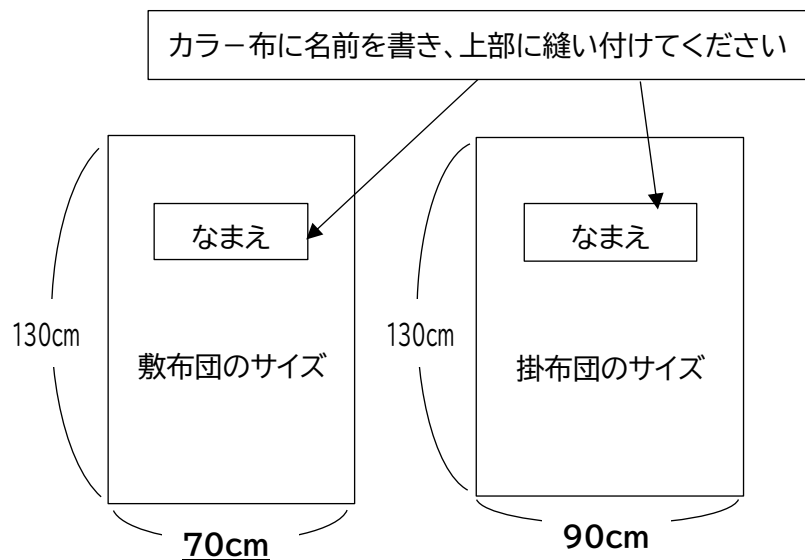 カラー布に名前を書き、上部に縫い付けてください
なまえ
なまえ
130cm
130cm
敷布団のサイズ
掛布団のサイズ
70cm
90cm